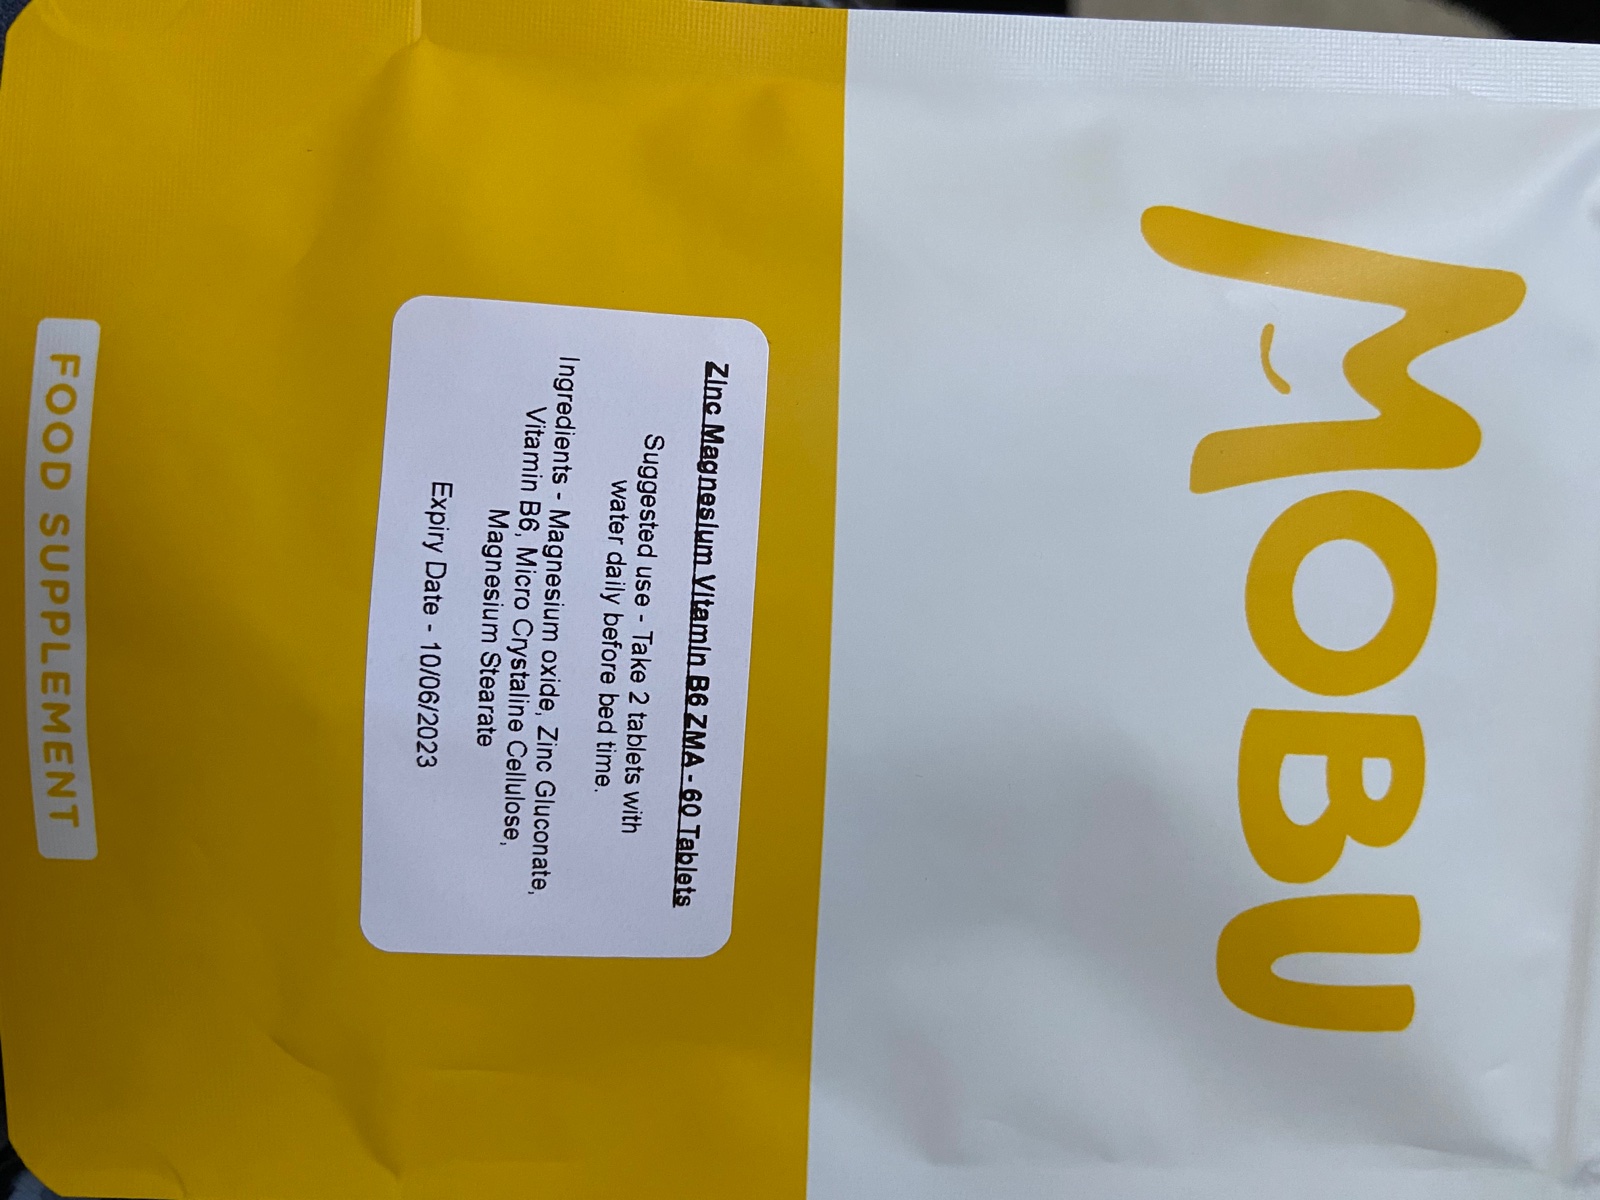 MOBU
Zinc Magnesium Vitamin B6 ZMA - 60 Tablets
Suggested use - Take 2 tablets with
water daily before bed time.
Ingredients - Magnesium oxide, Zinc Gluconate,
Vitamin B6, Micro Crystaline Cellulose,
Magnesium Stearate
Expiry Date - 10/06/2023
FOOD SUPPLEMENT